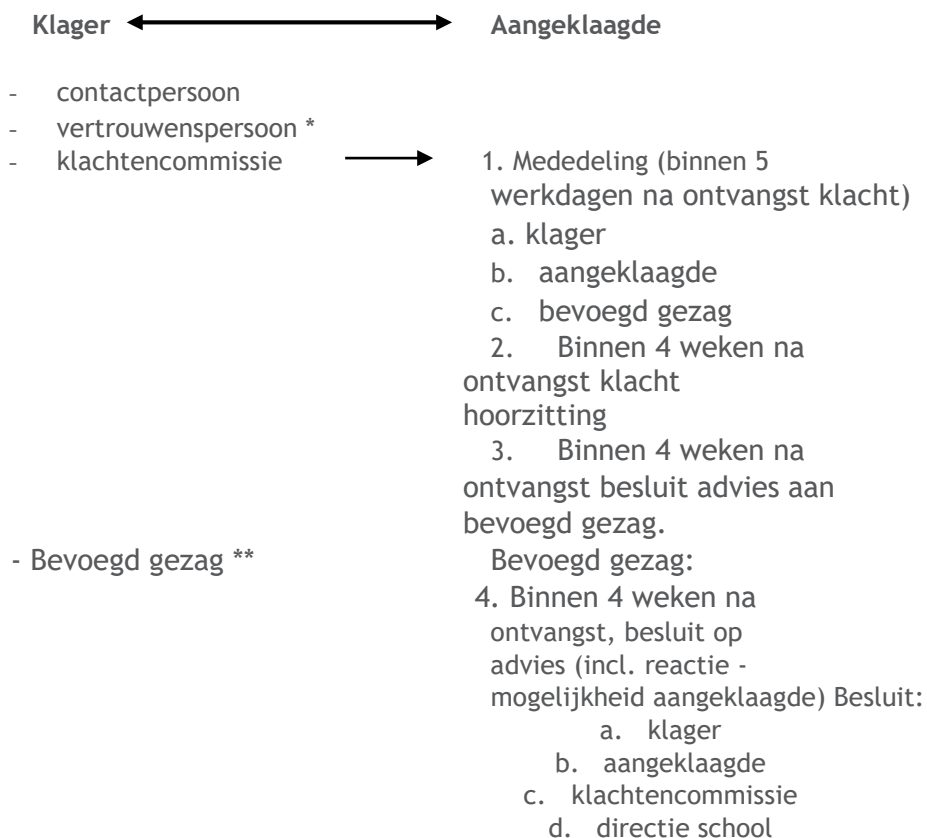 Klager Aangeklaagde
- contactpersoon
- vertrouwenspersoon *
- klachtencommissie 1. Mededeling (binnen 5
werkdagen na ontvangst klacht)
a. klager
b. aangeklaagde
c. bevoegd gezag
2. Binnen 4 weken na
ontvangst klacht
hoorzitting
3. Binnen 4 weken na
ontvangst besluit advies aan
bevoegd gezag.
- Bevoegd gezag ** Bevoegd gezag:
4. Binnen 4 weken na
ontvangst, besluit op
advies (incl. reactie -
mogelijkheid aangeklaagde) Besluit:
a. klager
b. aangeklaagde
c. klachtencommissie
d. directie school